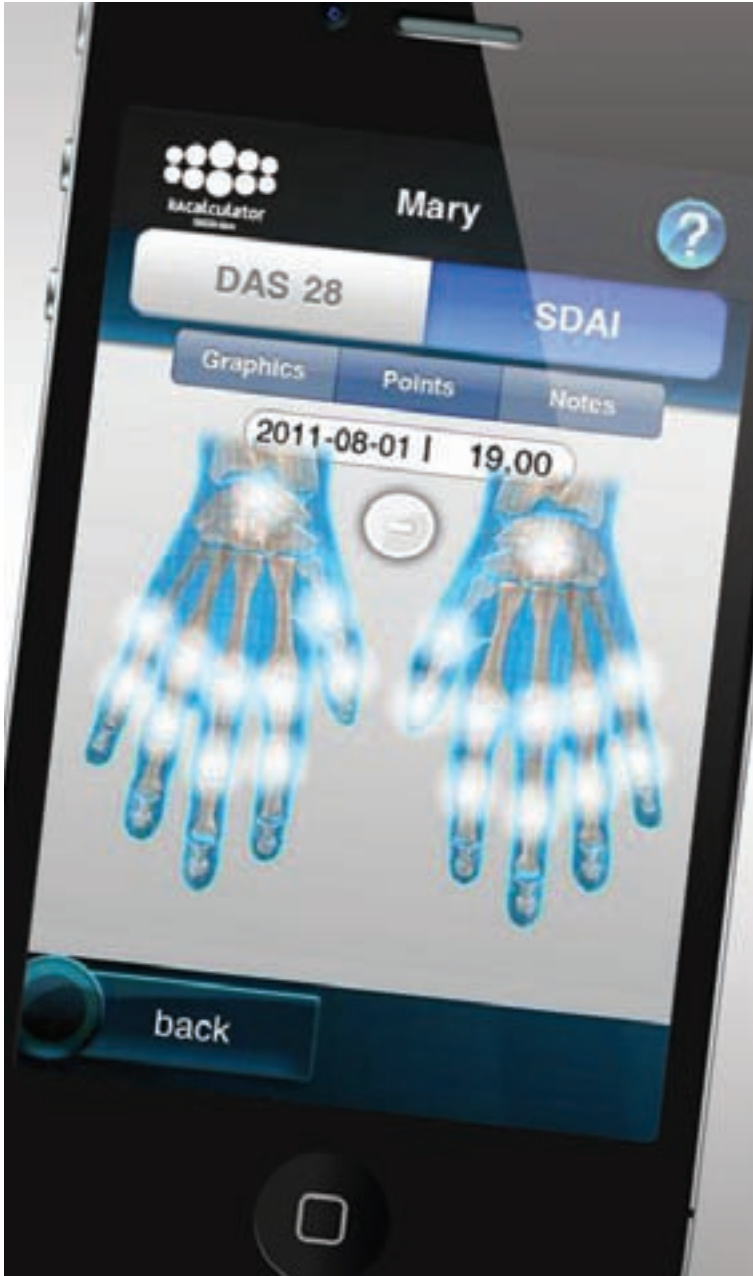 RAcalculator
Mary
?
DAS 28
SDAI
Graphics
Points
Notes
2011-08-01 | 19.00
back